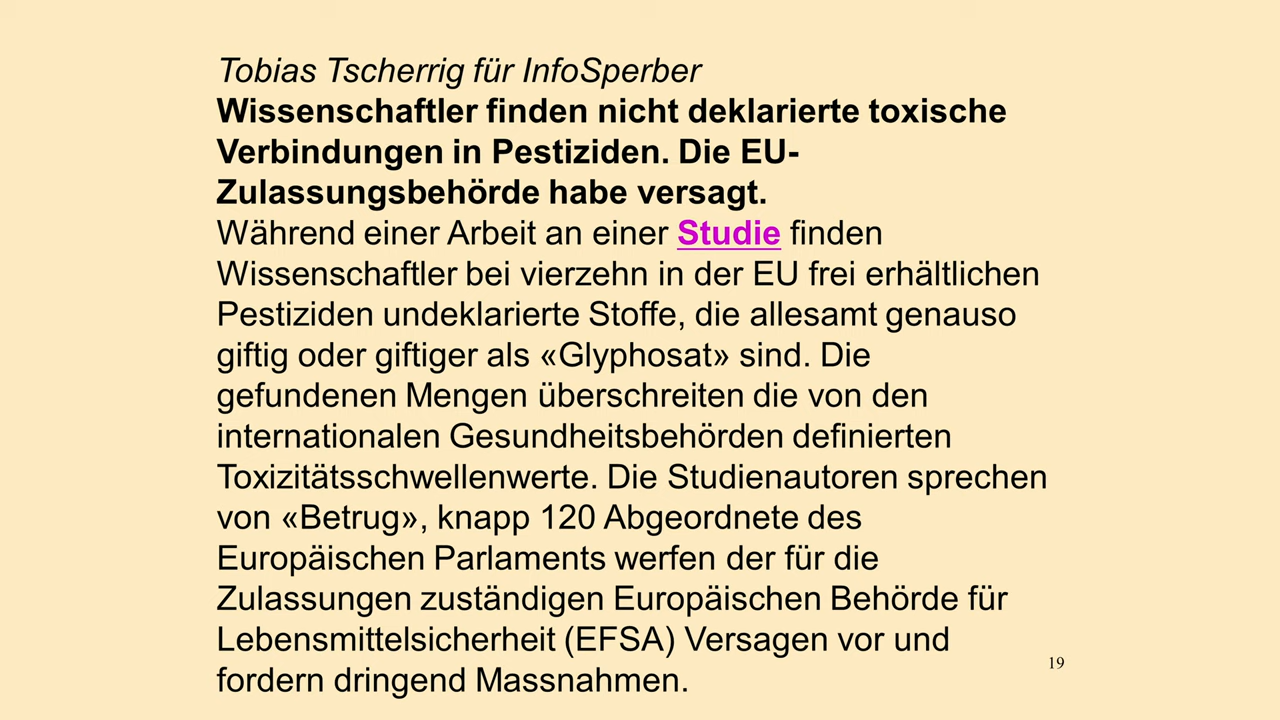 Tobias Tscherrig für InfoSperber
Wissenschaftler finden nicht deklarierte toxische
Verbindungen in Pestiziden. Die EU-
Zulassungsbehörde habe versagt.
Während einer Arbeit an einer Studie finden
Wissenschaftler bei vierzehn in der EU frei erhältlichen
Pestiziden undeklarierte Stoffe, die allesamt genauso
giftig oder giftiger als «Glyphosat» sind. Die
gefundenen Mengen überschreiten die von den
internationalen Gesundheitsbehörden definierten
Toxizitätsschwellenwerte. Die Studienautoren sprechen
von «Betrug», knapp 120 Abgeordnete des
Europäischen Parlaments werfen der für die
Zulassungen zuständigen Europäischen Behörde für
Lebensmittelsicherheit (EFSA) Versagen vor und
fordern dringend Massnahmen.
19